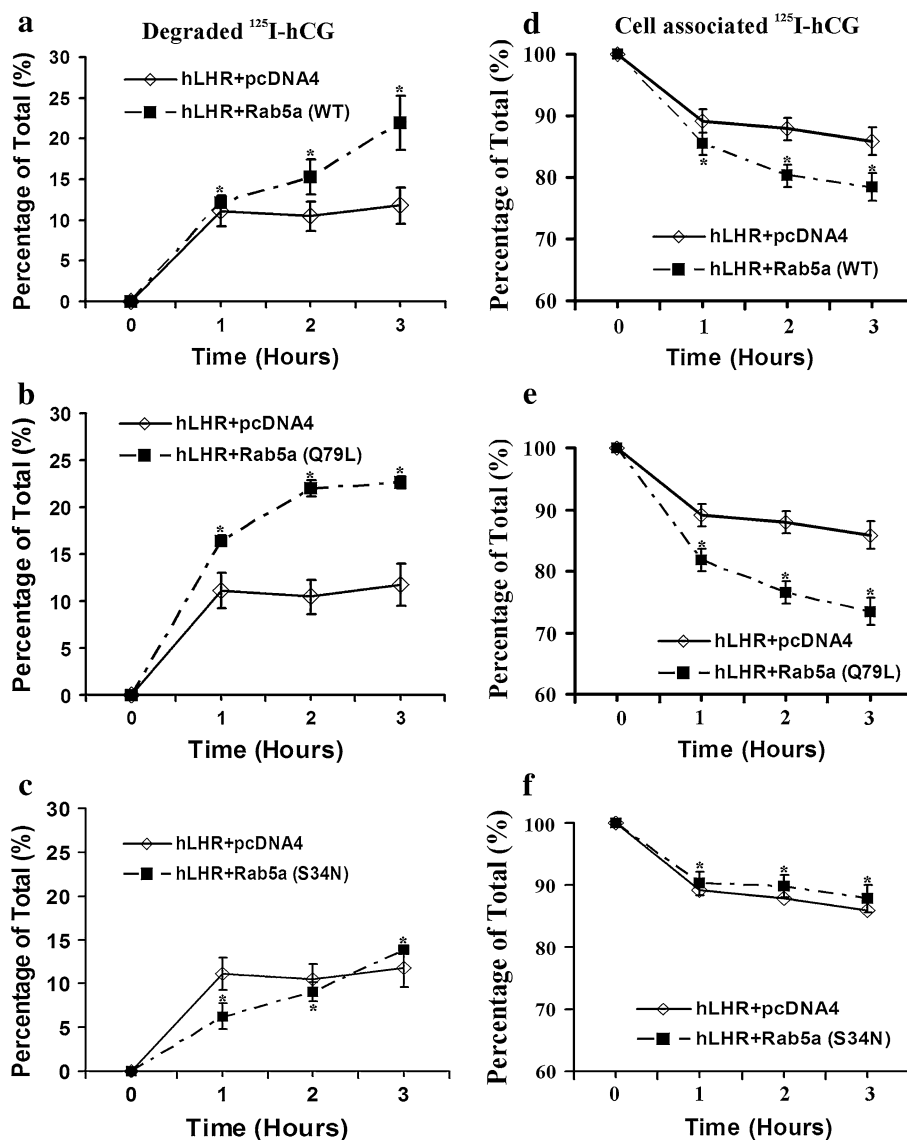 a
Degraded ¹²⁵I-hCG
Percentage of Total (%)
30
25
20
15
10
5
0
hLHR+pcDNA4
hLHR+Rab5a (WT)
* * *
0 1 2 3
Time (Hours)
d
Cell associated ¹²⁵I-hCG
Percentage of Total (%)
100
90
80
70
60
* * *
hLHR+pcDNA4
hLHR+Rab5a (WT)
0 1 2 3
Time (Hours)
b
Percentage of Total (%)
30
25
20
15
10
5
0
hLHR+pcDNA4
hLHR+Rab5a (Q79L)
* * *
0 1 2 3
Time (Hours)
e
Percentage of Total (%)
100
90
80
70
60
* * *
hLHR+pcDNA4
hLHR+Rab5a (Q79L)
0 1 2 3
Time (Hours)
c
Percentage of Total (%)
30
25
20
15
10
5
0
hLHR+pcDNA4
hLHR+Rab5a (S34N)
* * *
0 1 2 3
Time (Hours)
f
Percentage of Total (%)
100
90
80
70
60
* * *
hLHR+pcDNA4
hLHR+Rab5a (S34N)
0 1 2 3
Time (Hours)